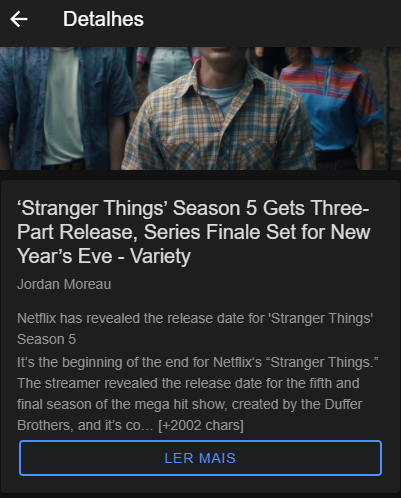 Detalhes
‘Stranger Things’ Season 5 Gets Three-
Part Release, Series Finale Set for New
Year’s Eve - Variety
Jordan Moreau
Netflix has revealed the release date for 'Stranger Things'
Season 5
It’s the beginning of the end for Netflix‘s “Stranger Things.”
The streamer revealed the release date for the fifth and
final season of the mega hit show, created by the Duffer
Brothers, and it’s co… [+2002 chars]
LER MAIS